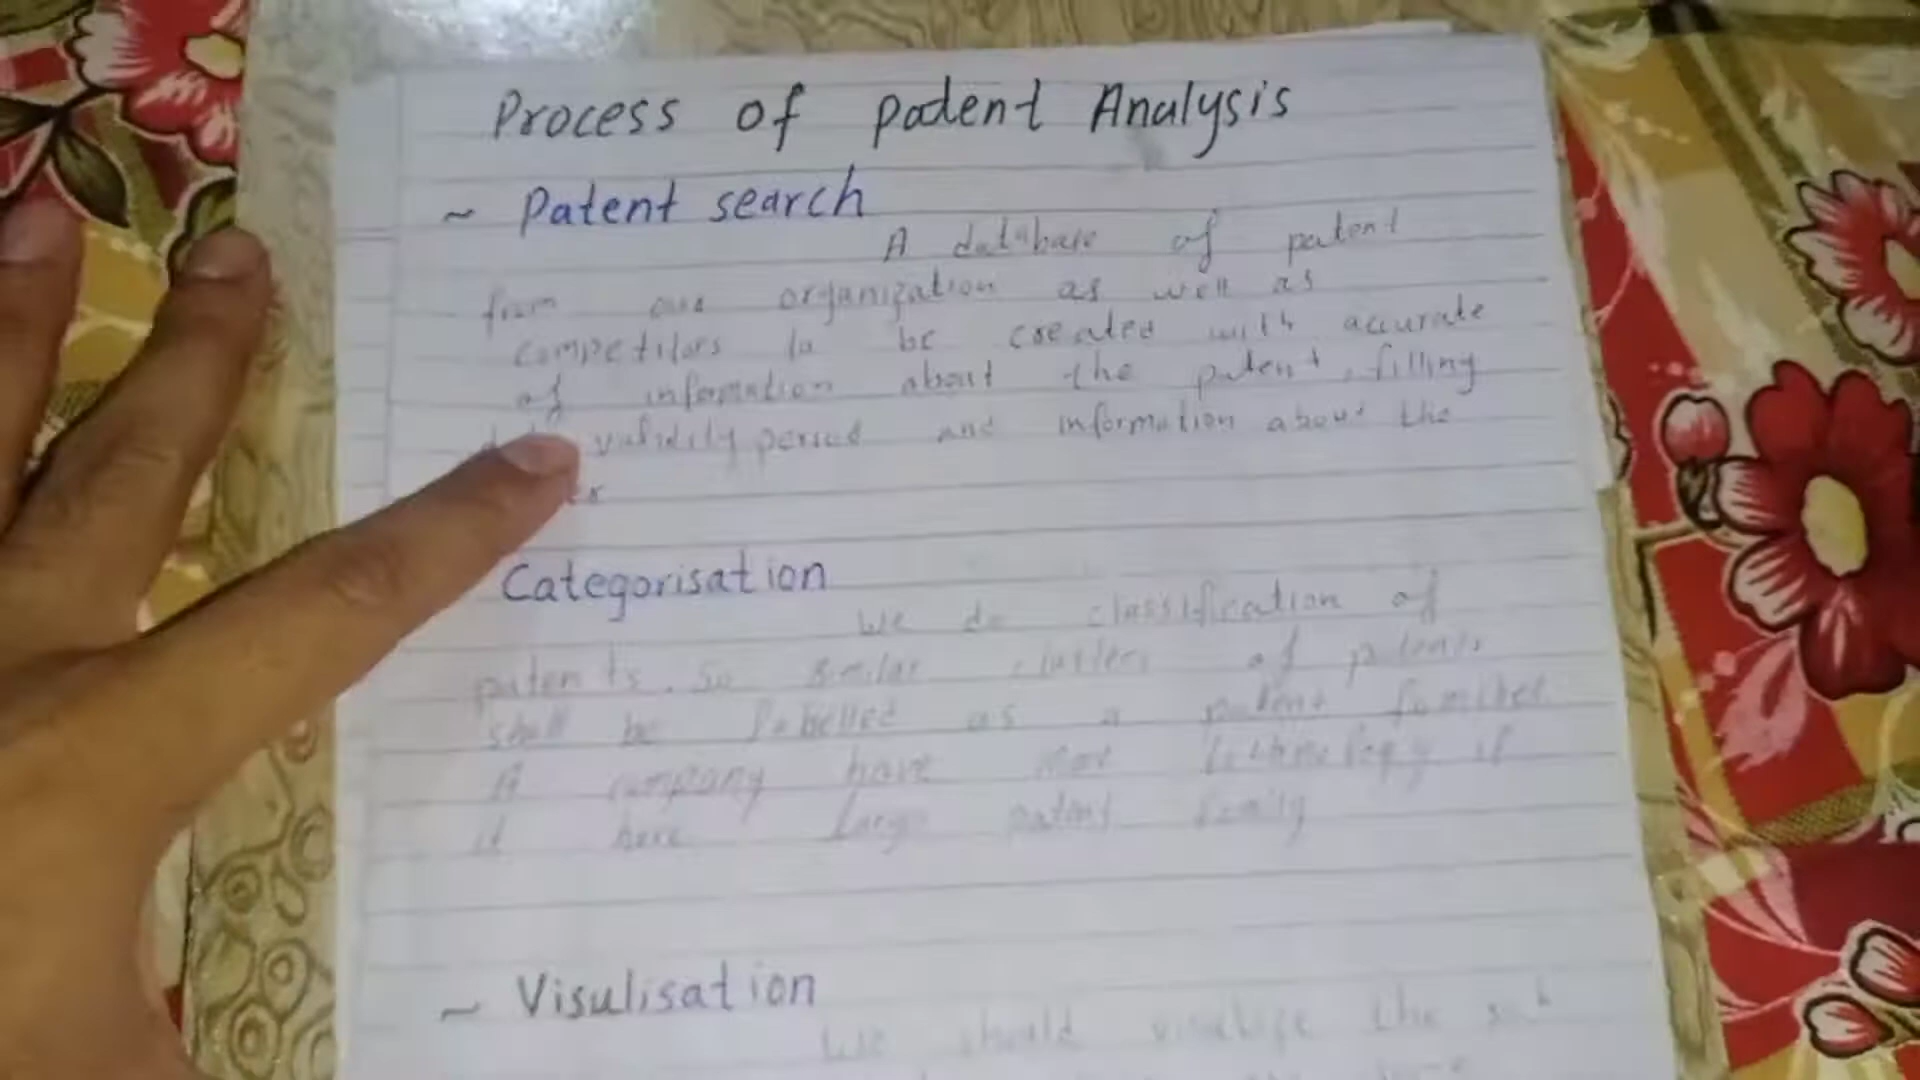 Process of patent Analysis
~ Patent search
A database of patent
from our organization as well as
competitors to be created with accurate
of information about the patent, filling
validity period and information about the
Categorisation
We do classification of
patents. So similar clusters of patents
shall be labelled as a patent
A company have more technology if
it have large patent family
~ Visulisation
We should visualize the